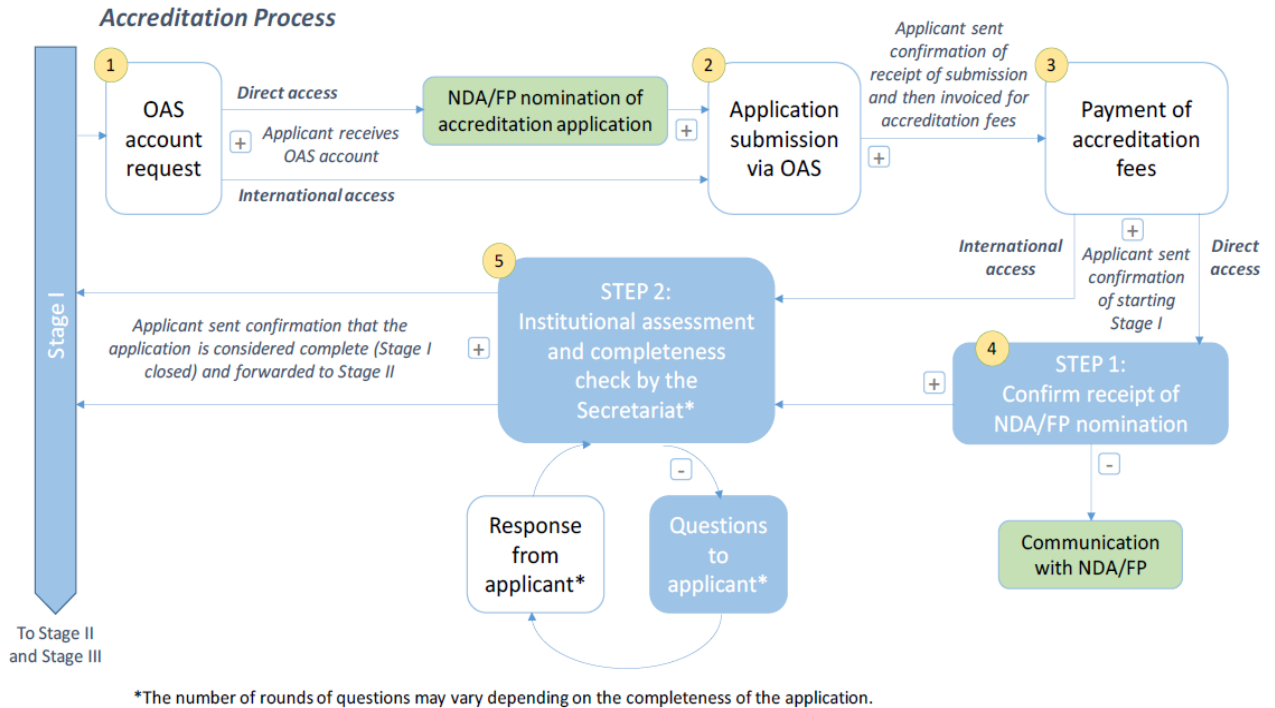 Accreditation Process
Stage I
To Stage II
and Stage III
1
OAS
account
request
Direct access
+
Applicant receives
OAS account
International access
NDA/FP nomination of
accreditation application
+
2
Application
submission
via OAS
Applicant sent
confirmation of
receipt of submission
and then invoiced for
accreditation fees
+
3
Payment of
accreditation
fees
International
access
+
Applicant sent
confirmation
of starting
Stage I
Direct
access
4
STEP 1:
Confirm receipt of
NDA/FP nomination
+
-
Communication
with NDA/FP
5
STEP 2:
Institutional assessment
and completeness
check by the
Secretariat*
+
Applicant sent confirmation that the
application is considered complete (Stage I
closed) and forwarded to Stage II
-
Questions
to
applicant*
Response
from
applicant*
*The number of rounds of questions may vary depending on the completeness of the application.